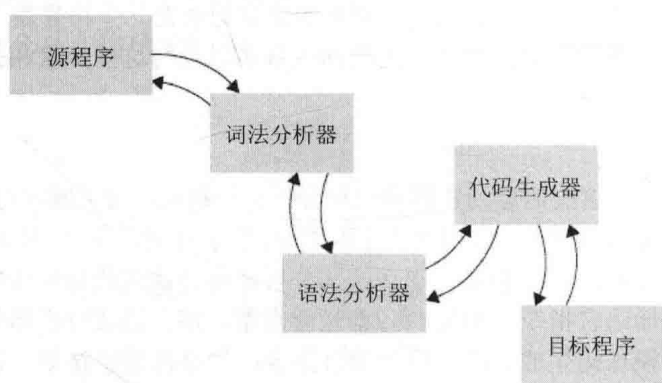 源程序
词法分析器
代码生成器
语法分析器
目标程序